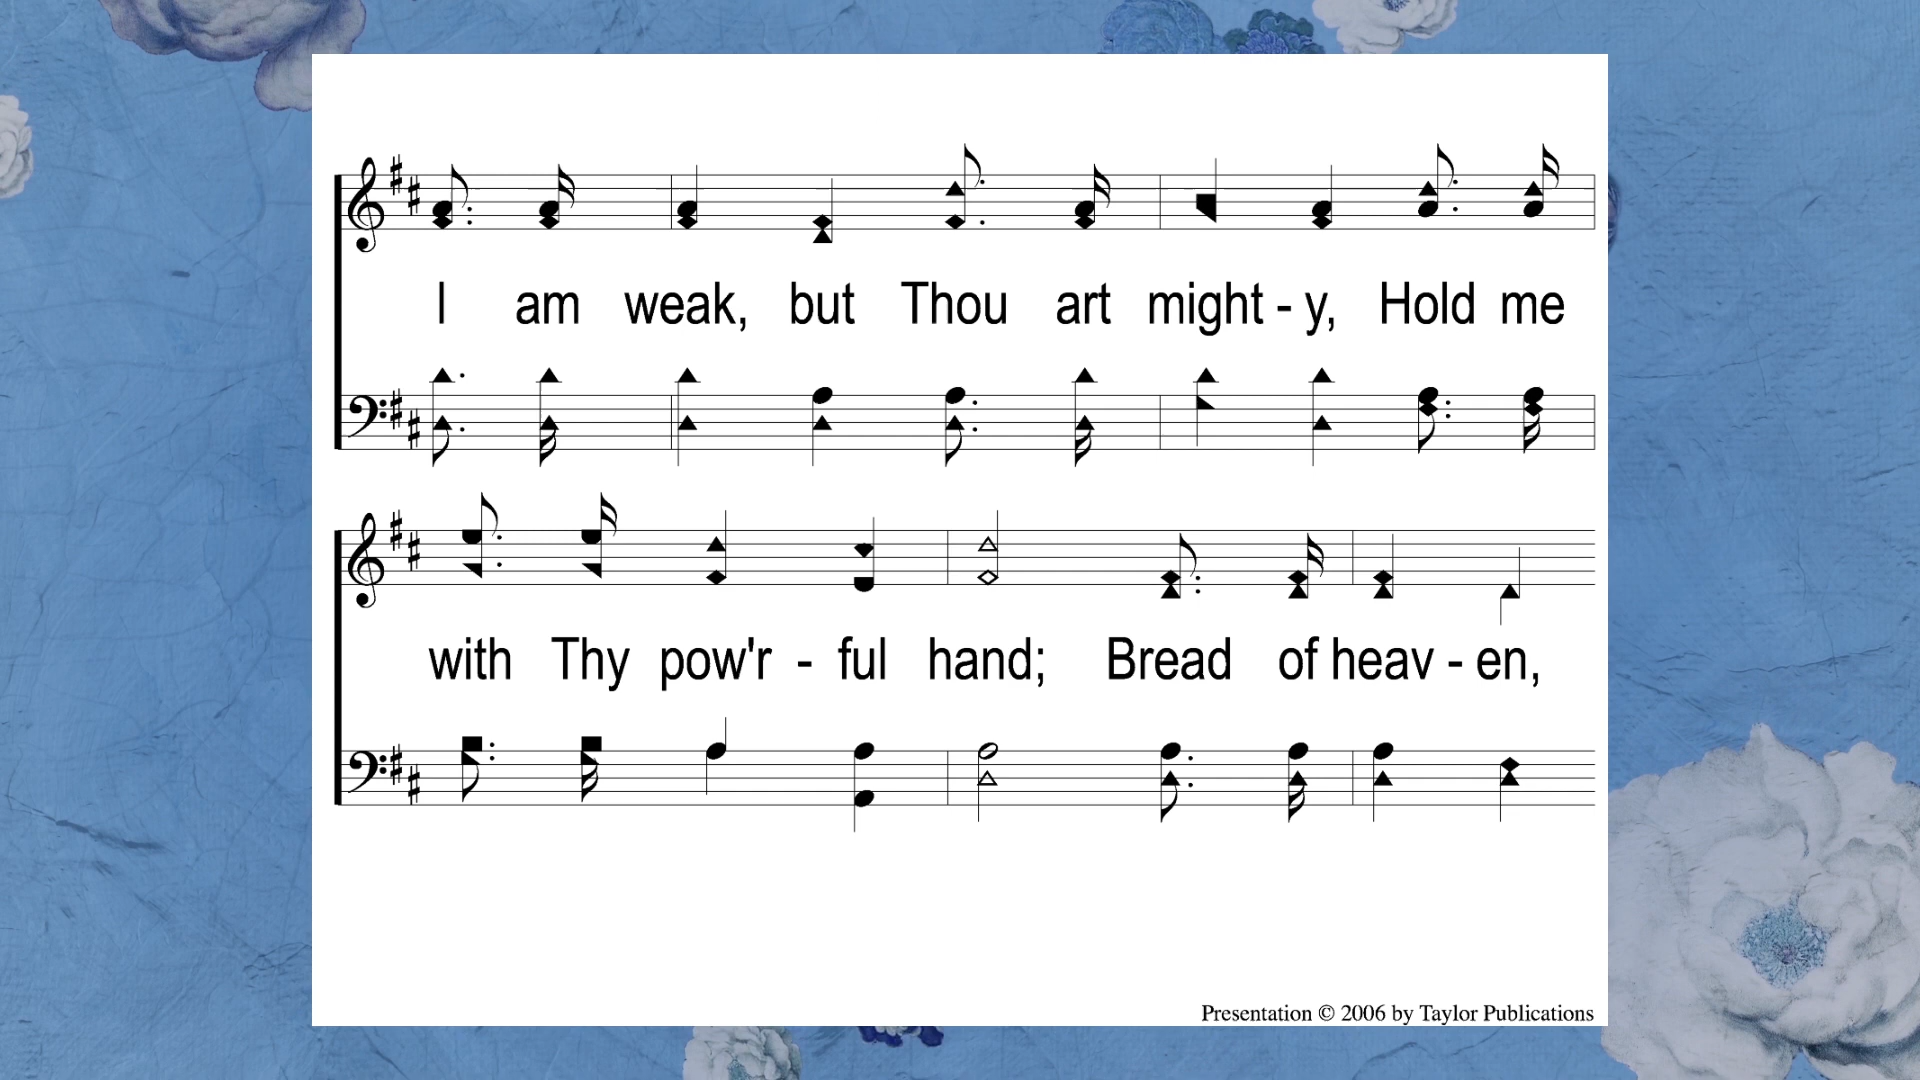 I am weak, but Thou art might - y, Hold me
with Thy pow'r - ful hand; Bread of heav - en,
Presentation © 2006 by Taylor Publications